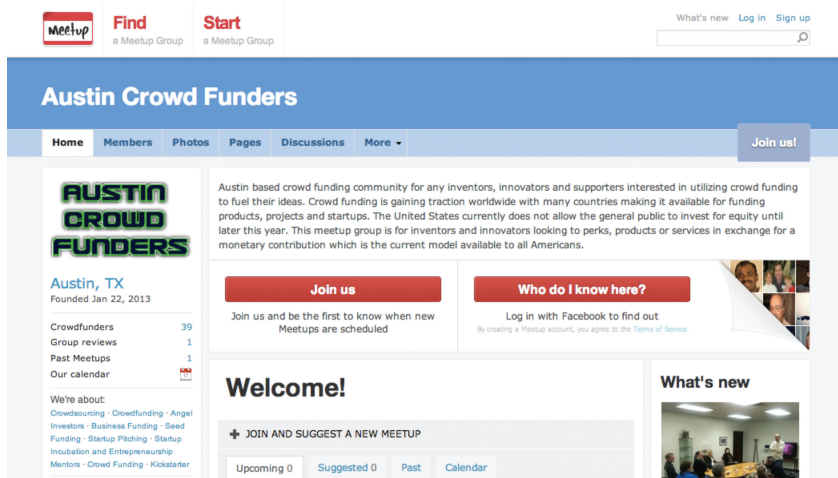 Meetup
Find
a Meetup Group
Start
a Meetup Group
What's new Log in Sign up
Austin Crowd Funders
Home Members Photos Pages Discussions More
Join us!
AUSTIN
CROWD
FUNDERS
Austin, TX
Founded Jan 22, 2013
Crowdfunders 39
Group reviews 1
Past Meetups 1
Our calendar
We're about:
Crowdsourcing · Crowdfunding · Angel
Investors · Business Funding · Seed
Funding · Startup Pitching · Startup
Incubation and Entrepreneurship
Mentors · Crowd Funding · Kickstarter
Austin based crowd funding community for any inventors, innovators and supporters interested in utilizing crowd funding
to fuel their ideas. Crowd funding is gaining traction worldwide with many countries making it available for funding
products, projects and startups. The United States currently does not allow the general public to invest for equity until
later this year. This meetup group is for inventors and innovators looking to perks, products or services in exchange for a
monetary contribution which is the current model available to all Americans.
Join us
Join us and be the first to know when new
Meetups are scheduled
Who do I know here?
Log in with Facebook to find out
By creating a Meetup account, you agree to the Terms of Service
Welcome!
JOIN AND SUGGEST A NEW MEETUP
Upcoming 0 Suggested 0 Past Calendar
What's new